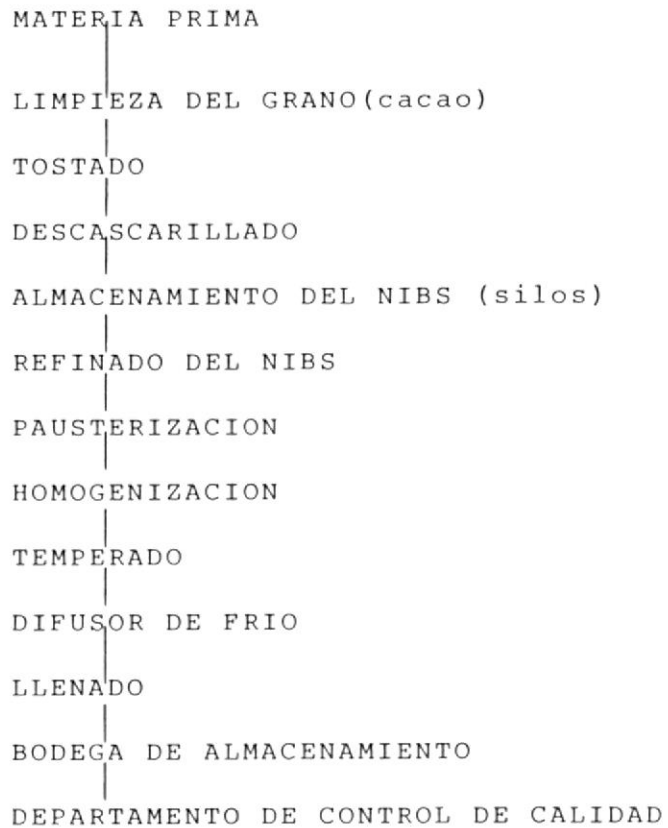 MATERIA PRIMA
LIMPIEZA DEL GRANO(cacao)
TOSTADO
DESCASCARILLADO
ALMACENAMIENTO DEL NIBS (silos)
REFINADO DEL NIBS
PAUSTERIZACION
HOMOGENIZACION
TEMPERADO
DIFUSOR DE FRIO
LLENADO
BODEGA DE ALMACENAMIENTO
DEPARTAMENTO DE CONTROL DE CALIDAD